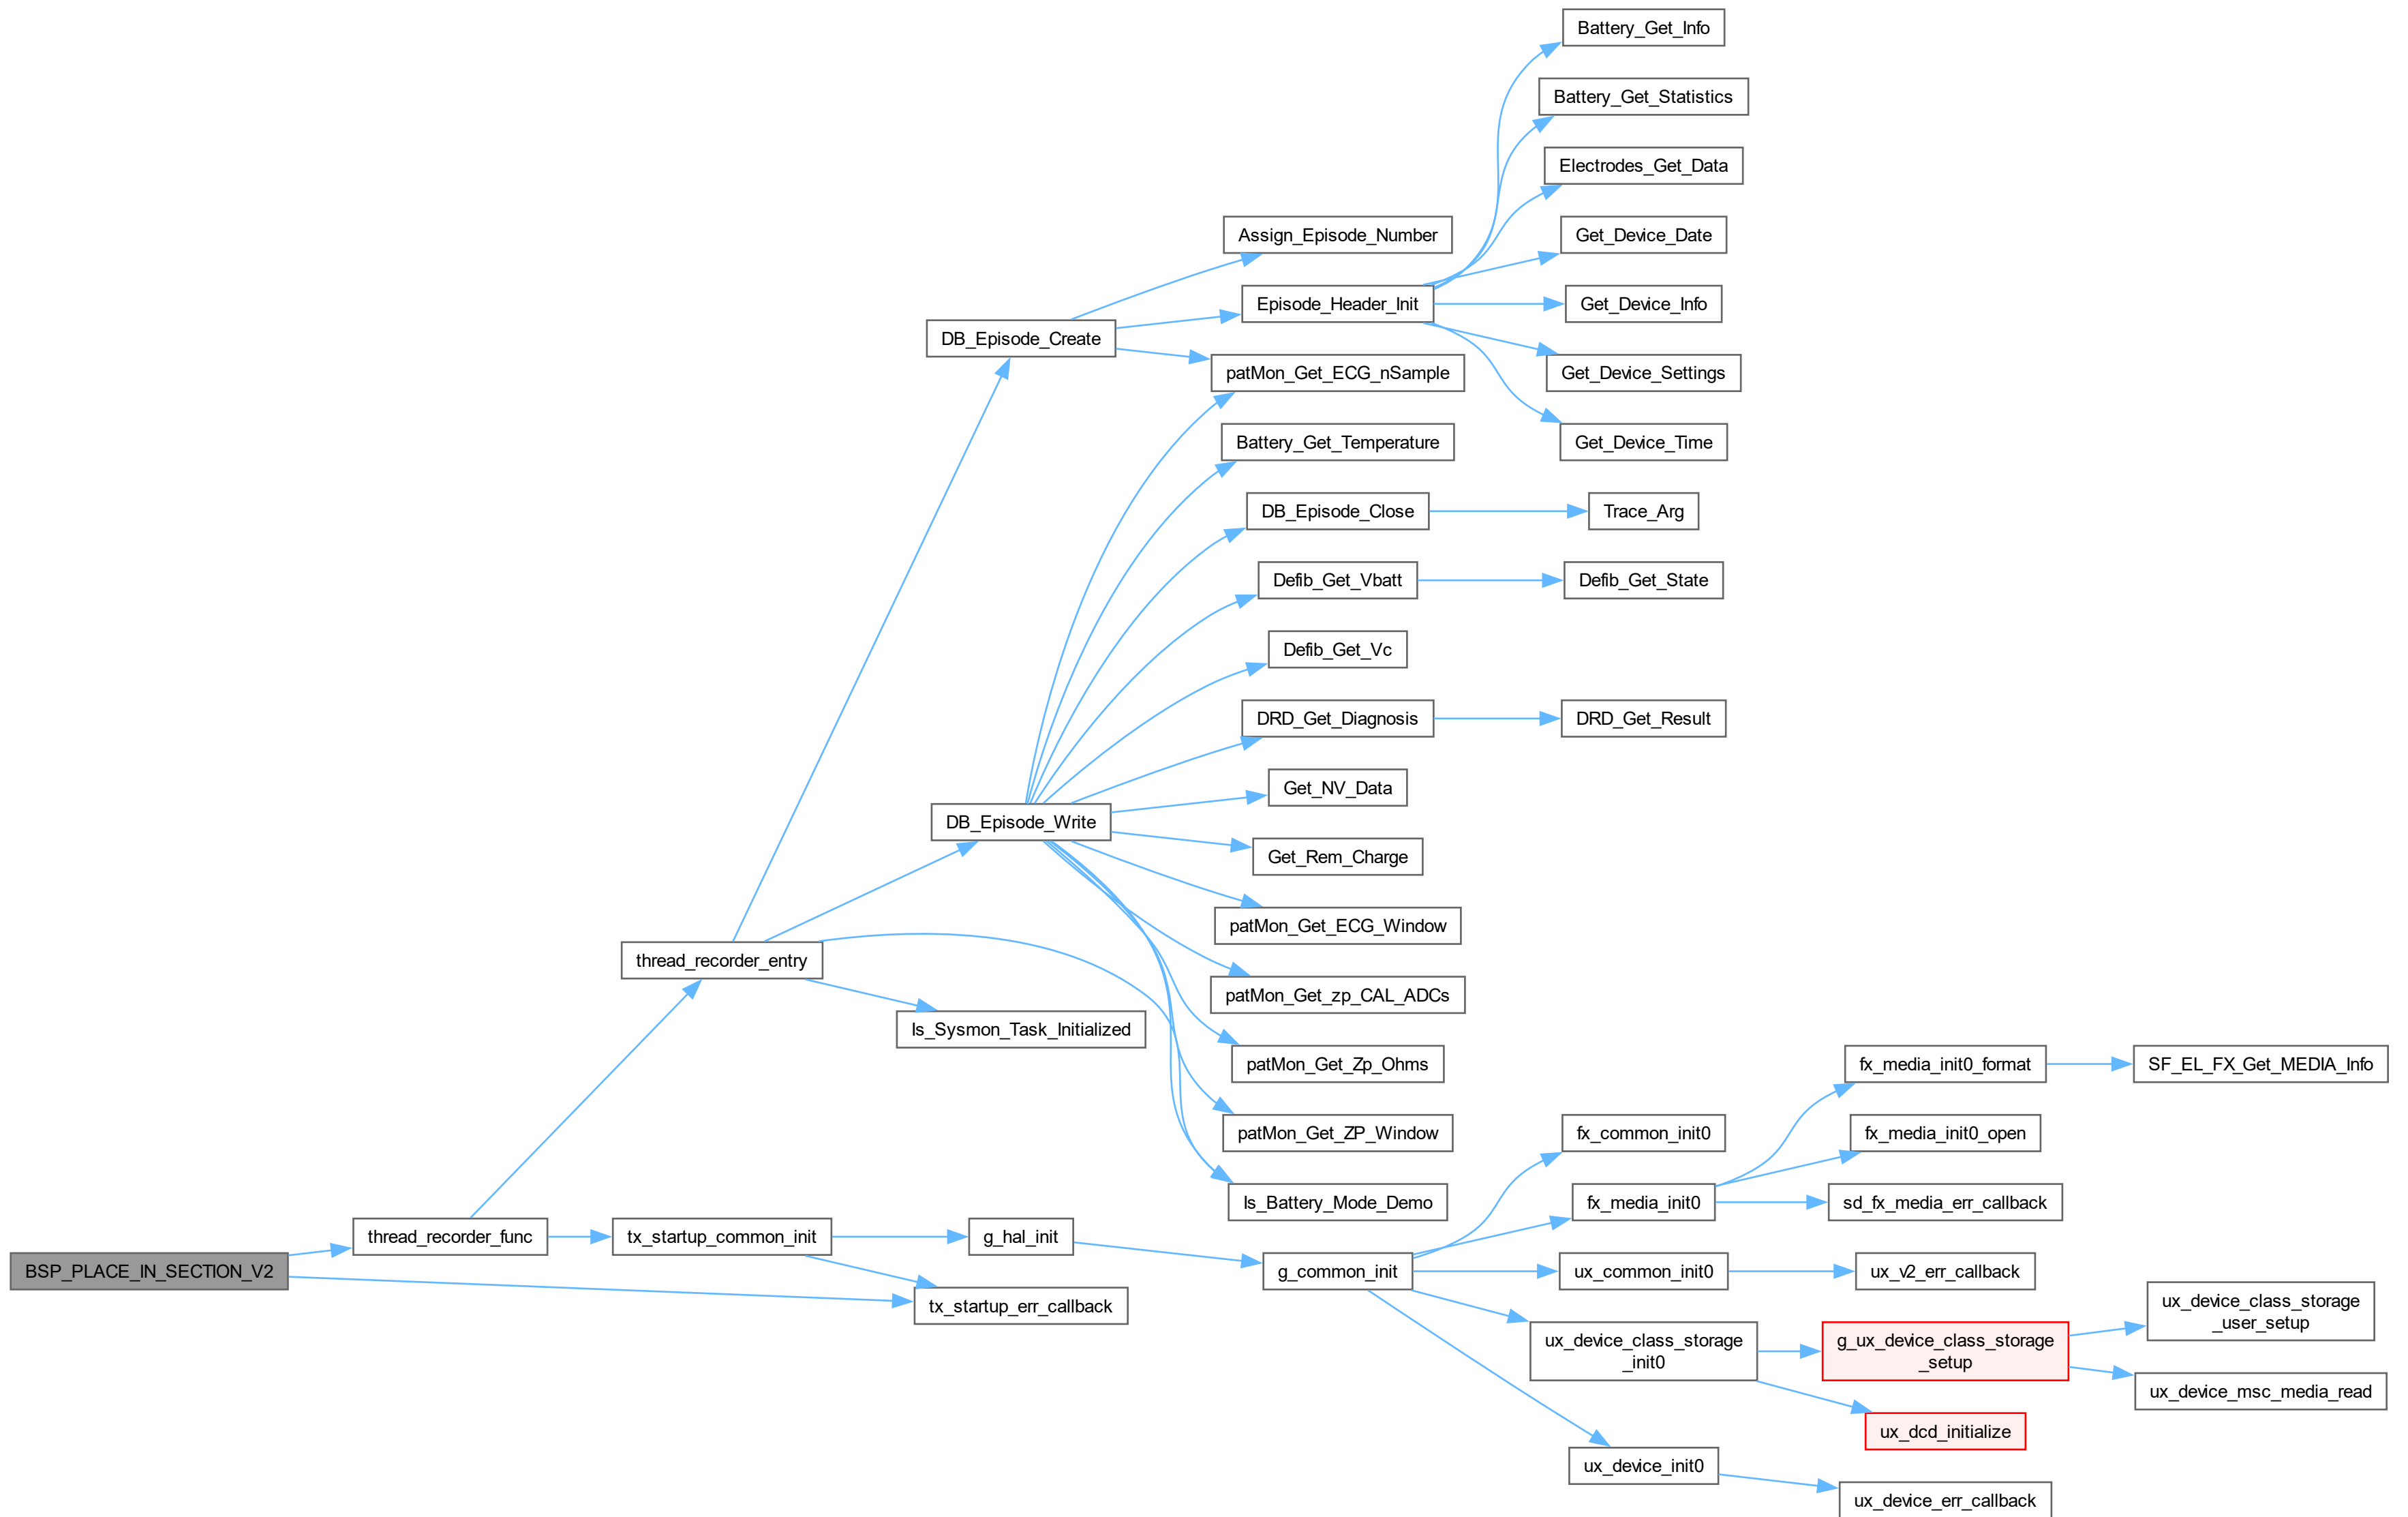 Battery_Get_Info
Battery_Get_Statistics
Electrodes_Get_Data
Assign_Episode_Number
Get_Device_Date
Episode_Header_Init
Get_Device_Info
DB_Episode_Create
patMon_Get_ECG_nSample
Get_Device_Settings
Battery_Get_Temperature
Get_Device_Time
DB_Episode_Close
Trace_Arg
Defib_Get_Vbatt
Defib_Get_State
Defib_Get_Vc
DRD_Get_Diagnosis
DRD_Get_Result
Get_NV_Data
DB_Episode_Write
Get_Rem_Charge
patMon_Get_ECG_Window
thread_recorder_entry
patMon_Get_zp_CAL_ADCs
Is_Sysmon_Task_Initialized
patMon_Get_Zp_Ohms
fx_media_init0_format
SF_EL_FX_Get_MEDIA_Info
patMon_Get_ZP_Window
fx_common_init0
fx_media_init0_open
Is_Battery_Mode_Demo
fx_media_init0
sd_fx_media_err_callback
thread_recorder_func
tx_startup_common_init
g_hal_init
BSP_PLACE_IN_SECTION_V2
g_common_init
ux_common_init0
ux_v2_err_callback
tx_startup_err_callback
ux_device_class_storage
_user_setup
ux_device_class_storage
_init0
g_ux_device_class_storage
_setup
ux_device_msc_media_read
ux_dcd_initialize
ux_device_init0
ux_device_err_callback